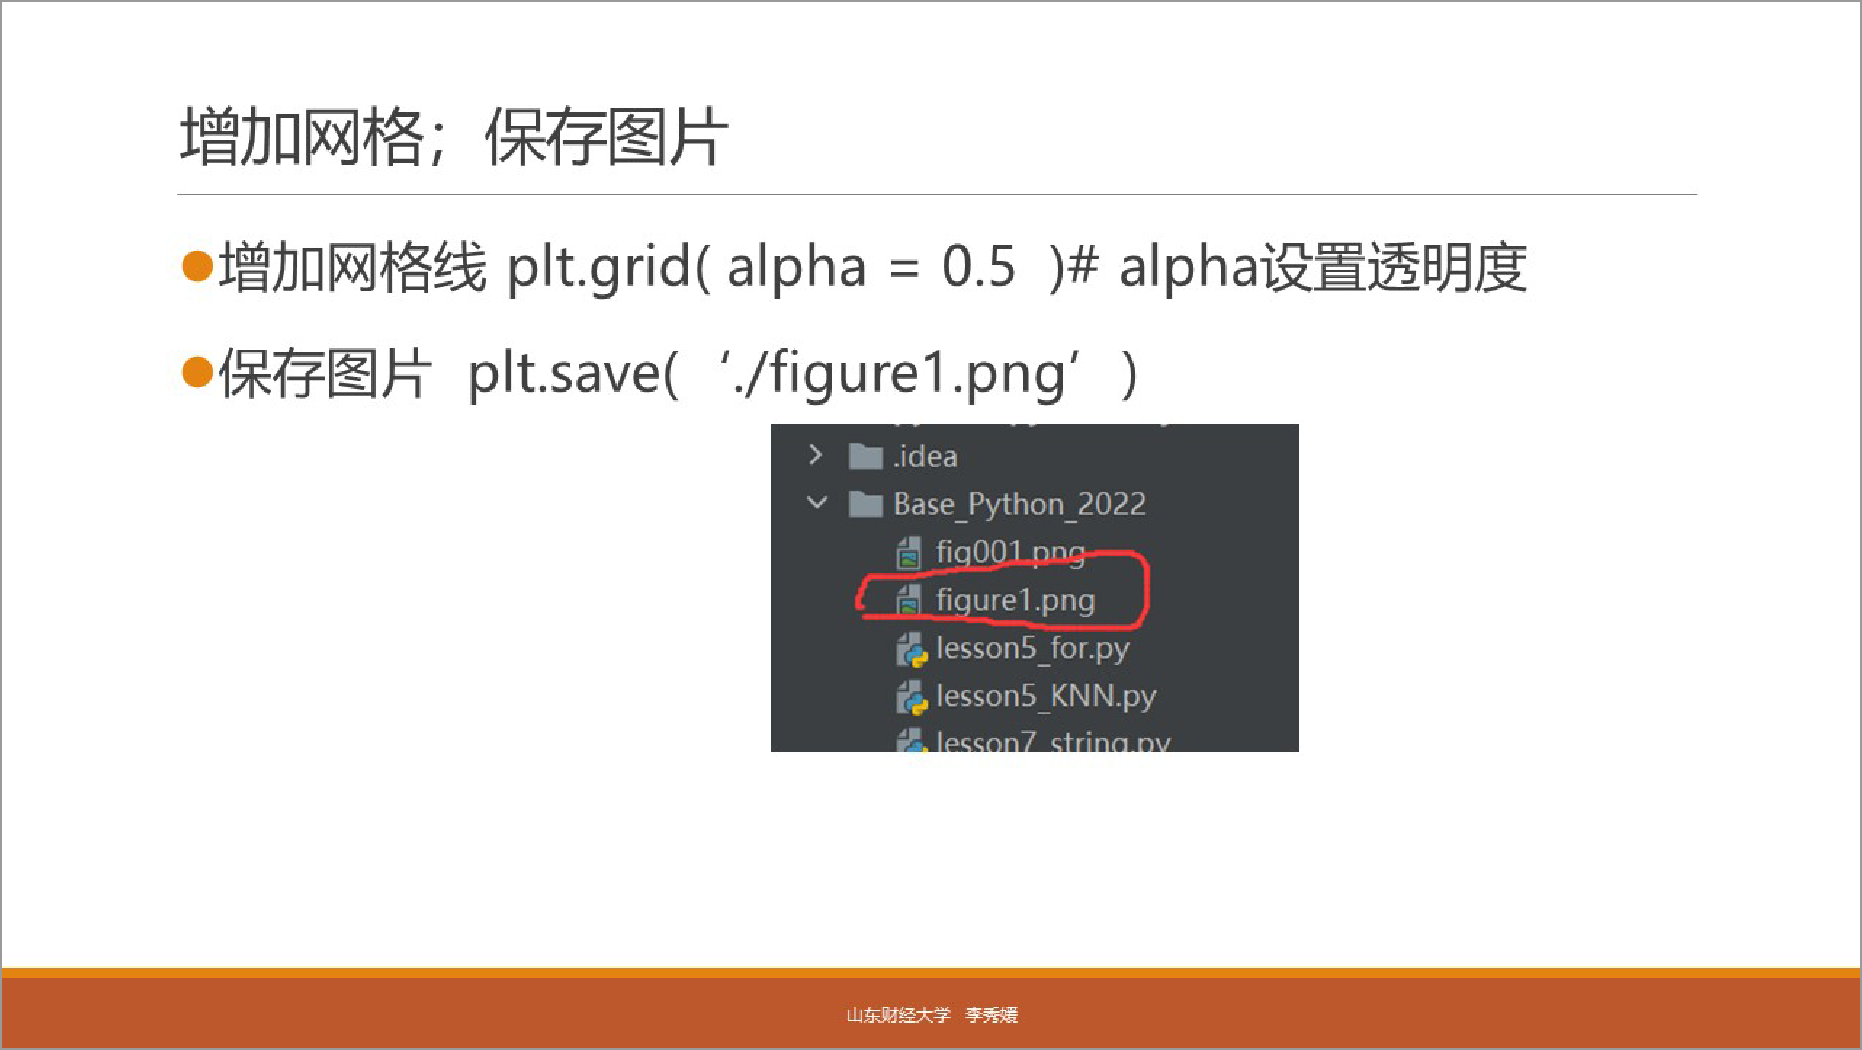 增加网格；保存图片
增加网格线 plt.grid( alpha = 0.5 )# alpha设置透明度
保存图片 plt.save( ‘./figure1.png’ )
.idea
Base_Python_2022
fig001.png
figure1.png
lesson5_for.py
lesson5_KNN.py
lesson7_string.py
山东财经大学 李秀媛